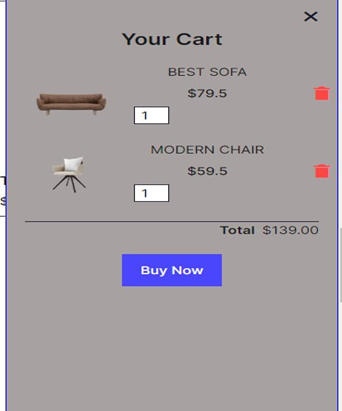 Your Cart
BEST SOFA
$79.5
1
MODERN CHAIR
$59.5
1
Total $139.00
Buy Now